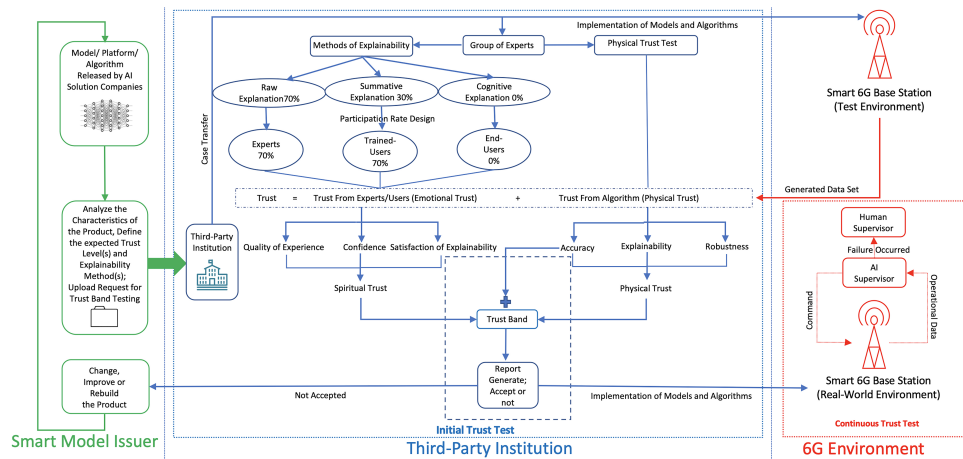 Model/ Platform/
Algorithm
Released by AI
Solution Companies
Analyze the
Characteristics of
the Product, Define
the expected Trust
Level(s) and
Explainability
Method(s);
Upload Request for
Trust Band Testing
Change,
Improve or
Rebuild
the Product
Smart Model Issuer
Case Transfer
Third-Party
Institution
Methods of Explainability
Group of Experts
Physical Trust Test
Implementation of Models and Algorithms
Raw
Explanation70%
Summative
Explanation 30%
Cognitive
Explanation 0%
Participation Rate Design
Experts
70%
Trained-
Users
70%
End-
Users
0%
Trust = Trust From Experts/Users (Emotional Trust) + Trust From Algorithm (Physical Trust)
Quality of Experience
Confidence
Satisfaction of Explainability
Accuracy
Explainability
Robustness
Spiritual Trust
Physical Trust
Trust Band
Report
Generate;
Accept or
not
Not Accepted
Implementation of Models and Algorithms
Initial Trust Test
Third-Party Institution
Smart 6G Base Station
(Test Environment)
Generated Data Set
Human
Supervisor
Failure Occurred
AI
Supervisor
Command
Operational Data
Smart 6G Base Station
(Real-World Environment)
Continuous Trust Test
6G Environment